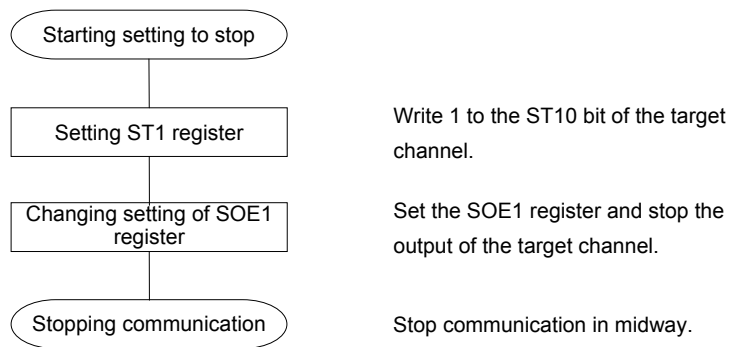 Starting setting to stop
Setting ST1 register
Write 1 to the ST10 bit of the target
channel.
Changing setting of SOE1
register
Set the SOE1 register and stop the
output of the target channel.
Stopping communication
Stop communication in midway.